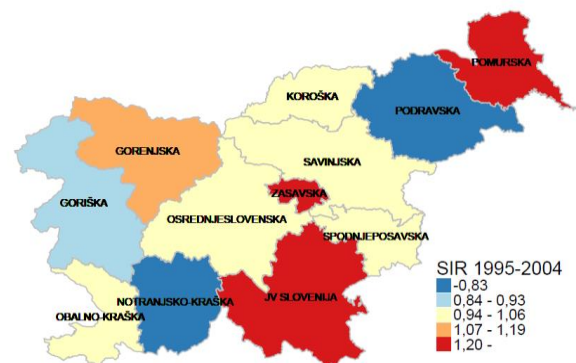 POMURSKA
KOROŠKA
PODRAVSKA
GORENJSKA
SAVINJSKA
ZASAVSKA
GORIŠKA
OSREDNJESLOVENSKA
SPODNJEPOSAVSKA
NOTRANJSKO-KRAŠKA
JV SLOVENIJA
OBALNO-KRAŠKA
SIR 1995-2004
-0,83
0,84 - 0,93
0,94 - 1,06
1,07 - 1,19
1,20 -